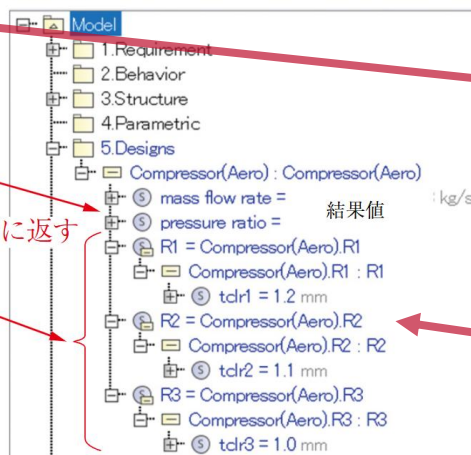 Model
1.Requirement
2.Behavior
3.Structure
4.Parametric
5.Designs
Compressor(Aero) : Compressor(Aero)
S mass flow rate = 結果値 kg/s
S pressure ratio =
に返す
S R1 = Compressor(Aero).R1
Compressor(Aero).R1 : R1
S tclr1 = 1.2 mm
S R2 = Compressor(Aero).R2
Compressor(Aero).R2 : R2
S tclr2 = 1.1 mm
S R3 = Compressor(Aero).R3
Compressor(Aero).R3 : R3
S tclr3 = 1.0 mm